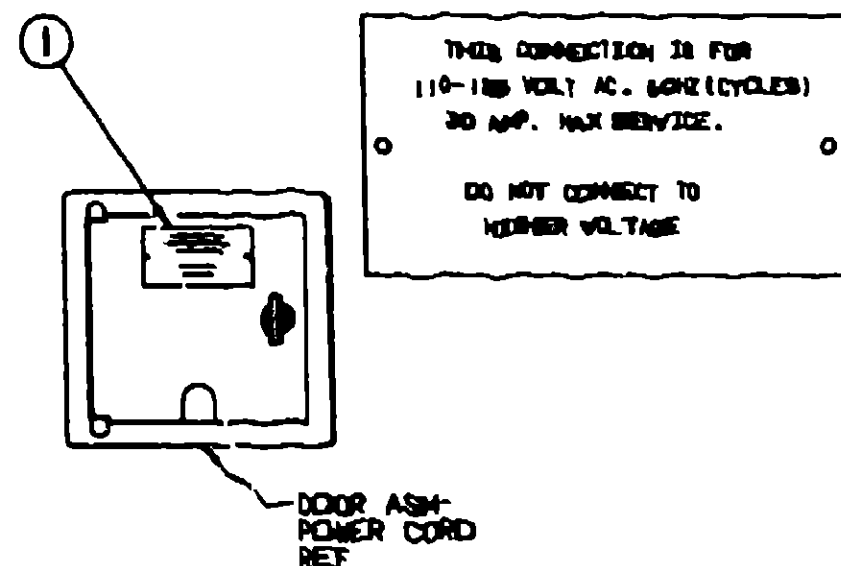 1
THIS CONNECTION IS FOR
110-125 VOLT AC. 60HZ (CYCLES)
30 AMP. MAX SERVICE.
DO NOT CONNECT TO
HIGHER VOLTAGE
DOOR ASM-
POWER CORD
REF